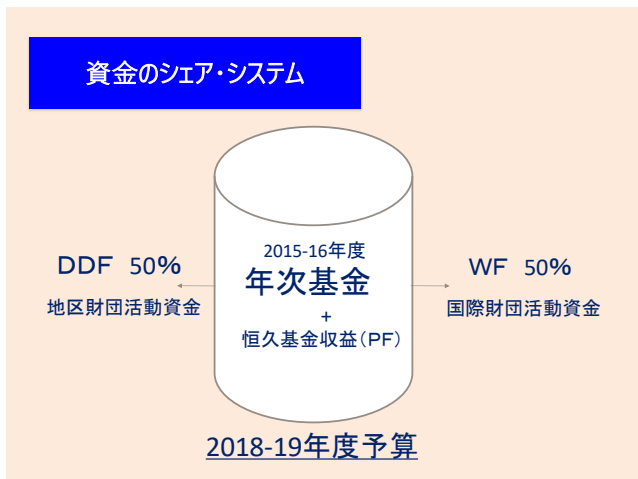 資金のシェア・システム
2015-16年度
年次基金
+
恒久基金収益(PF)
DDF 50%
地区財団活動資金
WF 50%
国際財団活動資金
2018-19年度予算